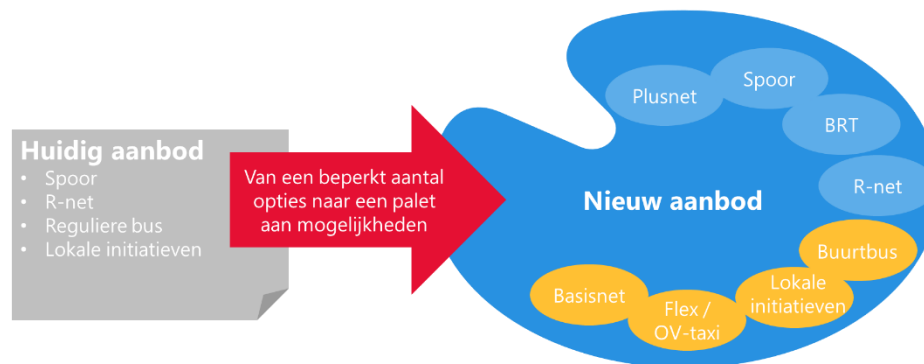 Huidig aanbod
• Spoor
• R-net
• Reguliere bus
• Lokale initiatieven
Van een beperkt aantal
opties naar een palet
aan mogelijkheden
Nieuw aanbod
Plusnet
Spoor
BRT
R-net
Buurtbus
Lokale
initiatieven
Flex /
OV-taxi
Basisnet